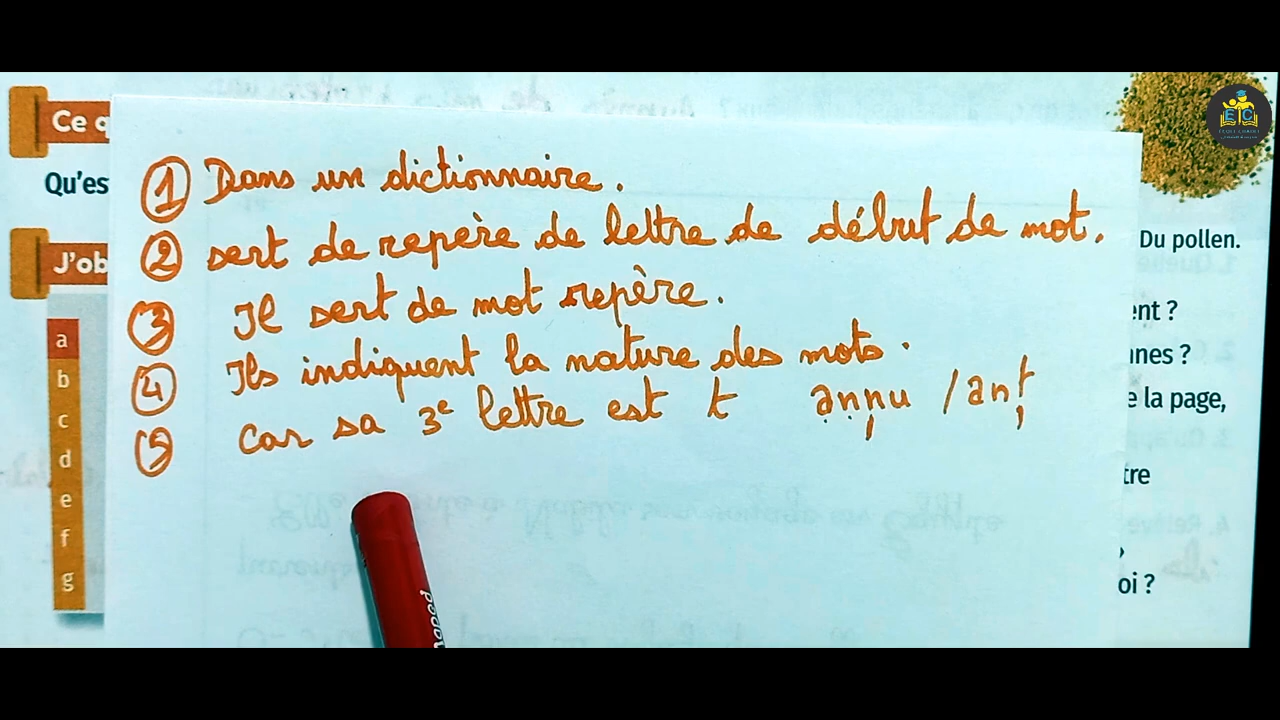 Ce q
Qu'es
J'ob
a
b
c
d
e
f
g
① Dans un dictionnaire.
② sert de repère de lettre de début de mot.
③ Il sert de mot repère.
④ Ils indiquent la nature des mots.
⑤ Car sa 3e lettre est t annu / ant
E C
Du pollen.
ent ?
nnes ?
e la page,
tre
oi ?